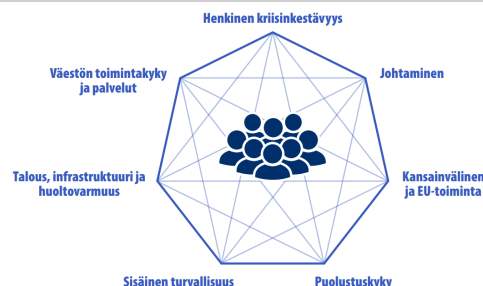 Henkinen kriisinkestävyys
Väestön toimintakyky
ja palvelut
Johtaminen
Talous, infrastruktuuri ja
huoltovarmuus
Kansainvälinen
ja EU-toiminta
Sisäinen turvallisuus
Puolustuskyky